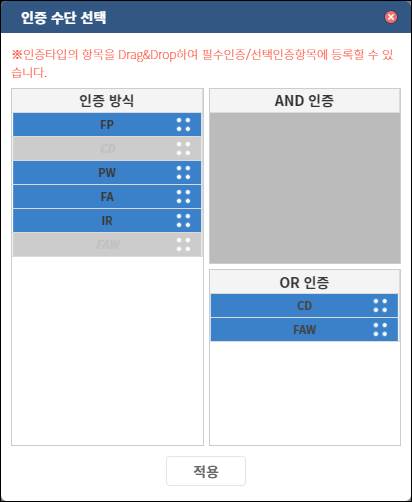 인증 수단 선택
※인증타입의 항목을 Drag&Drop하여 필수인증/선택인증항목에 등록할 수 있
습니다.
인증 방식
FP
CD
PW
FA
IR
FAW
AND 인증
OR 인증
CD
FAW
적용